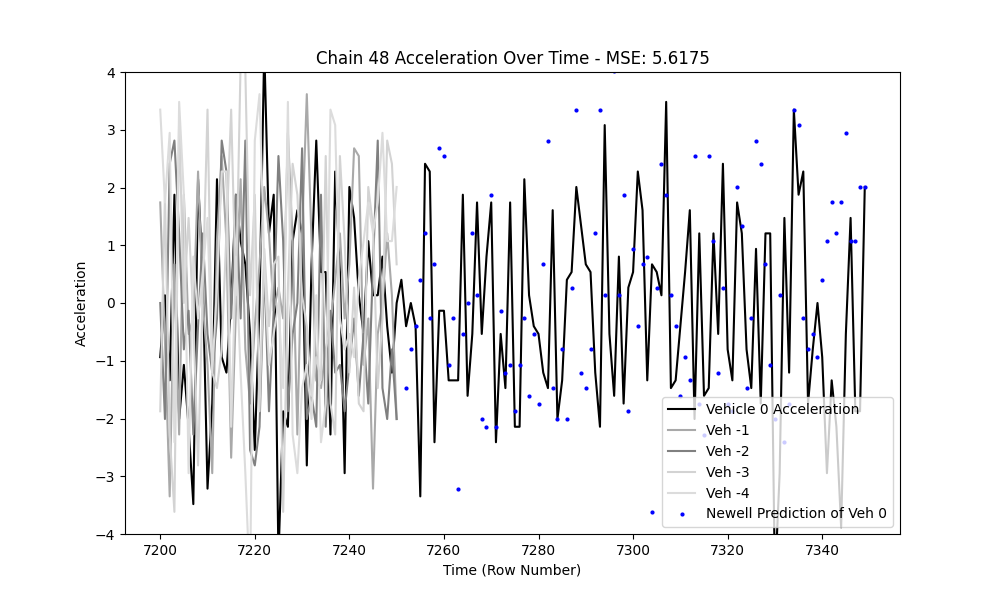 Chain 48 Acceleration Over Time - MSE: 5.6175
Acceleration
4
3
2
1
0
−1
−2
−3
−4
Vehicle 0 Acceleration
Veh -1
Veh -2
Veh -3
Veh -4
Newell Prediction of Veh 0
7200
7220
7240
7260
7280
7300
7320
7340
Time (Row Number)